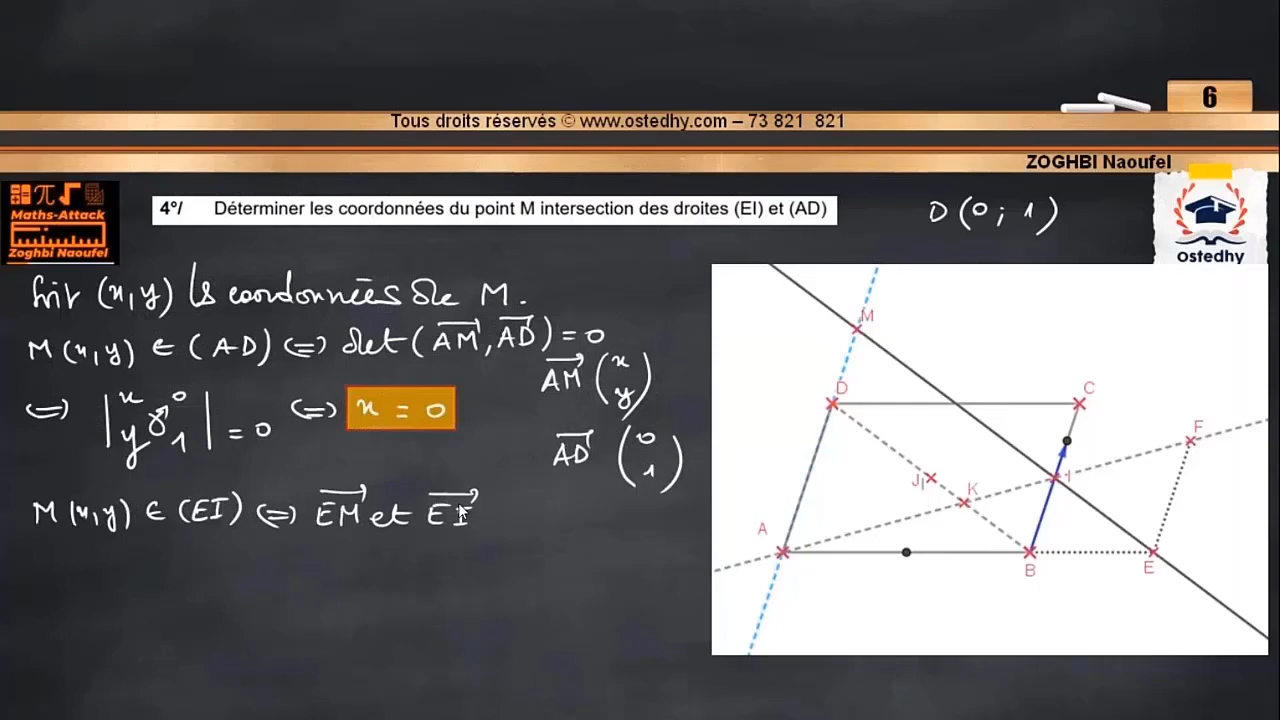 6
Tous droits réservés © www.ostedhy.com – 73 821 821
ZOGHBI Naoufel
Maths-Attack
Zoghbi Naoufel
4°/ Déterminer les coordonnées du point M intersection des droites (EI) et (AD)
D (0 ; 1)
Ostedhy
Soit (x,y) les coordonnées de M.
M(x,y) ∈ (AD) ⇔ det(AM→, AD→) = 0
AM→ (x y)
⇔ |x 0
y 1| = 0 ⇔ x = 0
AD→ (0 1)
M(x,y) ∈ (EI) ⇔ EM→ et EI→
M
D
C
F
J
I
K
A
B
E